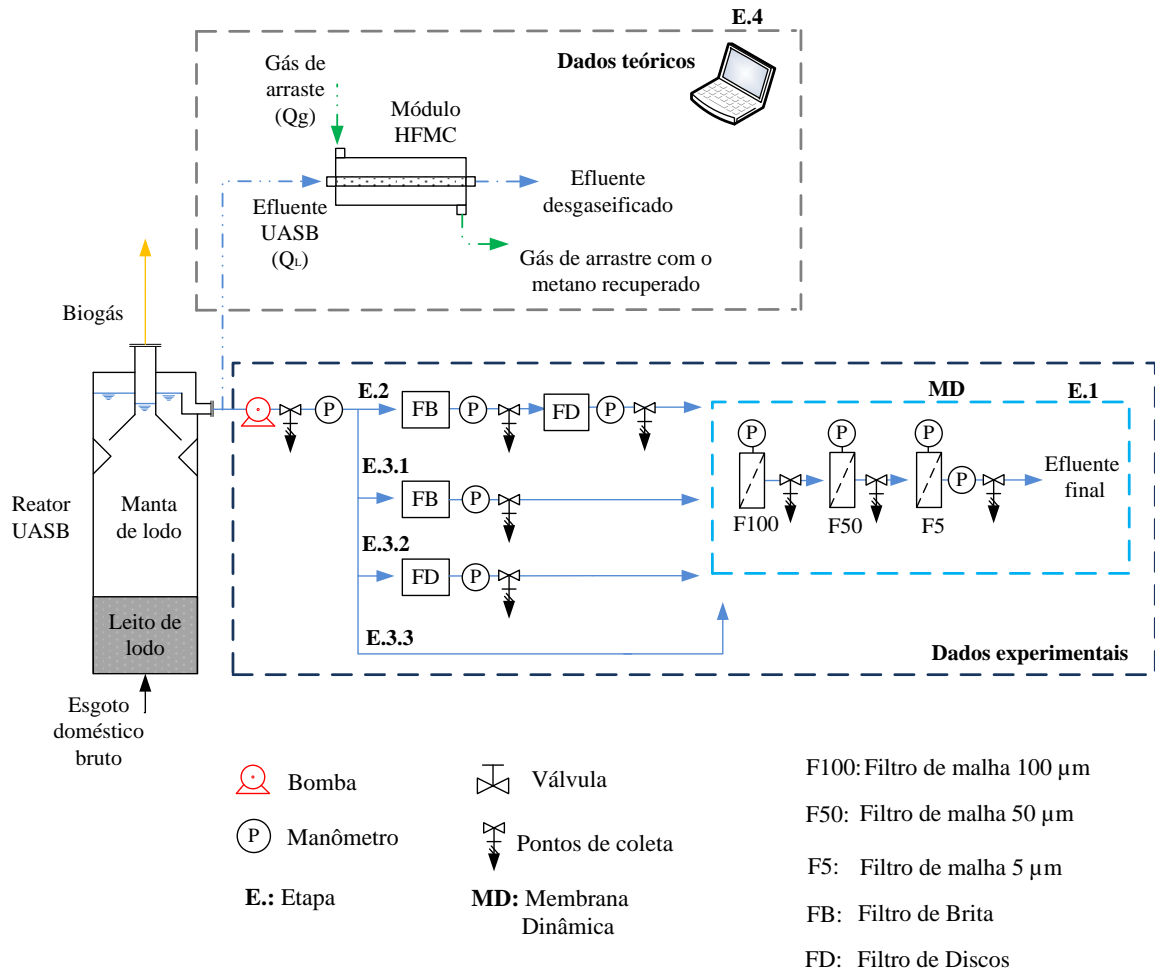 E.4
Dados teóricos
Gás de
arraste
(Qg)
Módulo
HFMC
Efluente
UASB
(QL)
Efluente
desgaseificado
Gás de arrastre com o
metano recuperado
Biogás
Reator
UASB
Manta
de lodo
Leito de
lodo
Esgoto
doméstico
bruto
P
E.2
FB
P
FD
P
E.3.1
FB
P
E.3.2
FD
P
E.3.3
MD
E.1
P
P
P
P
F100
F50
F5
Efluente
final
Dados experimentais
Bomba
Válvula
P
Manômetro
Pontos de coleta
E.: Etapa
MD: Membrana
Dinâmica
F100: Filtro de malha 100 µm
F50: Filtro de malha 50 µm
F5: Filtro de malha 5 µm
FB: Filtro de Brita
FD: Filtro de Discos